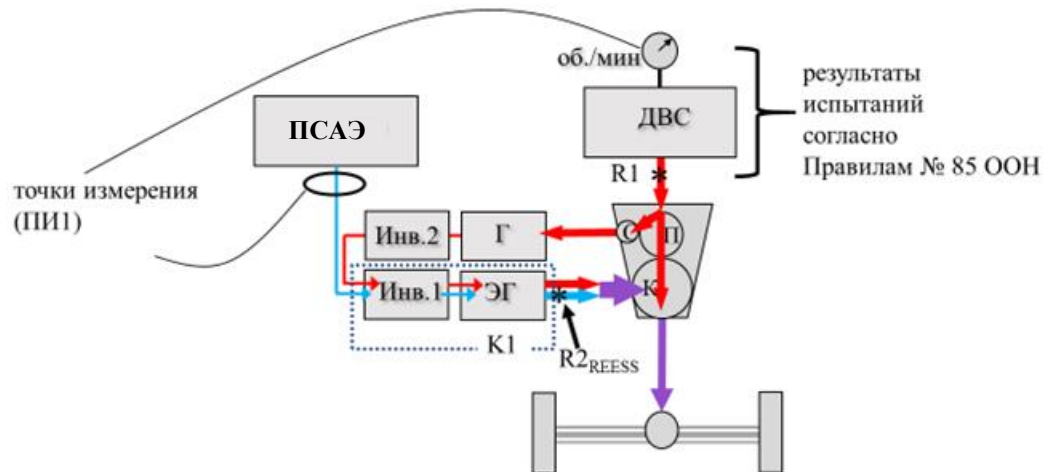 об./мин
ДВС
результаты
испытаний
согласно
Правилам № 85 ООН
ПСАЭ
R1
точки измерения
(ПИ1)
Инв.2
Г
С
П
Инв.1
ЭГ
К
K1
R2REESS